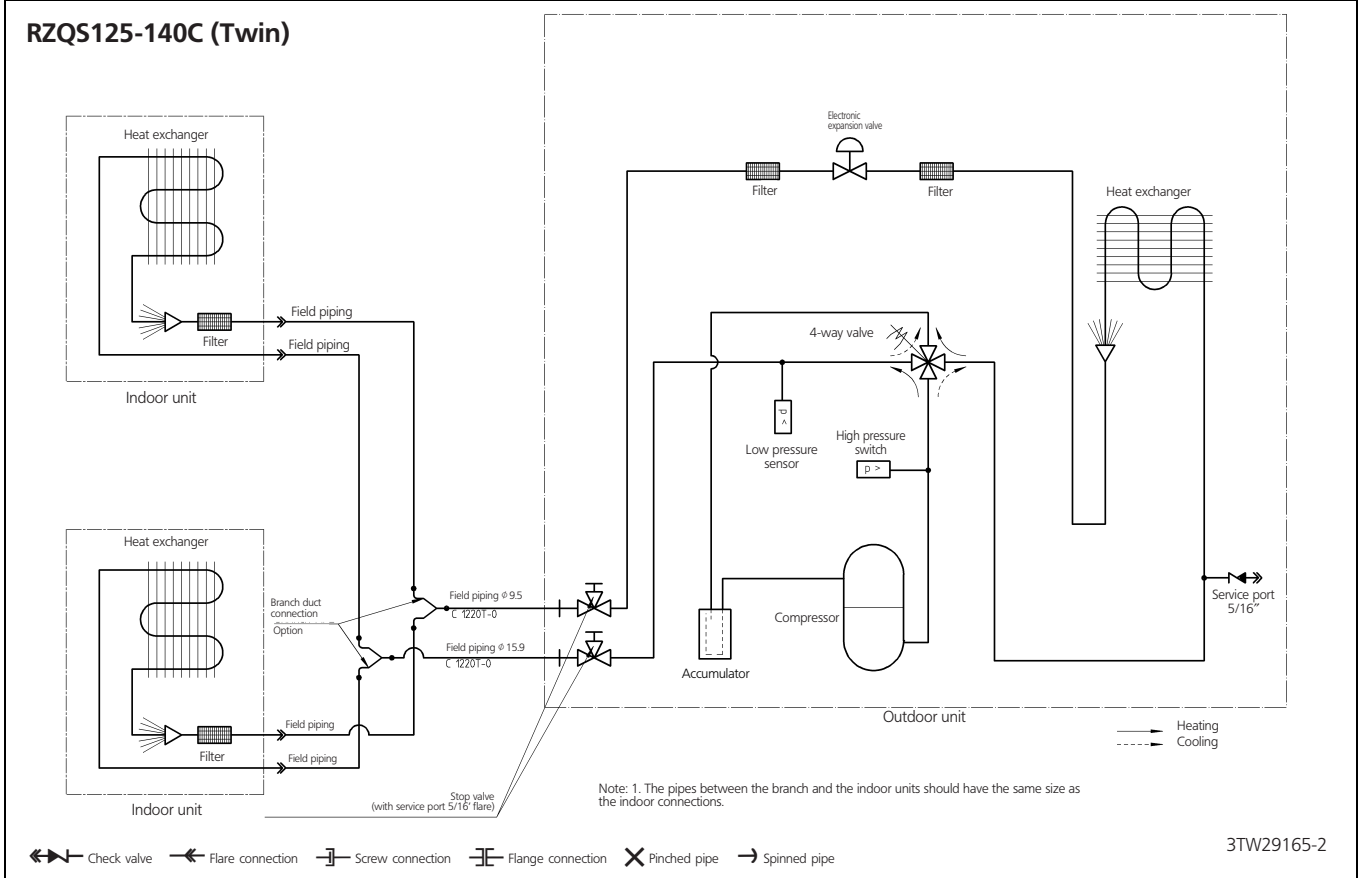 RZQS125-140C (Twin)
Electronic
expansion valve
Filter
Filter
Heat exchanger
Heat exchanger
Filter
Field piping
Field piping
Indoor unit
4-way valve
p <
Low pressure
sensor
High pressure
switch
p >
Heat exchanger
Branch duct
connection
Option
Field piping φ 9.5
C 1220T-0
Field piping φ 15.9
C 1220T-0
Compressor
Accumulator
Service port
5/16"
Outdoor unit
Heating
Cooling
Filter
Field piping
Field piping
Indoor unit
Stop valve
(with service port 5/16' flare)
Note: 1. The pipes between the branch and the indoor units should have the same size as
the indoor connections.
3TW29165-2
Check valve Flare connection Screw connection Flange connection Pinched pipe Spinned pipe